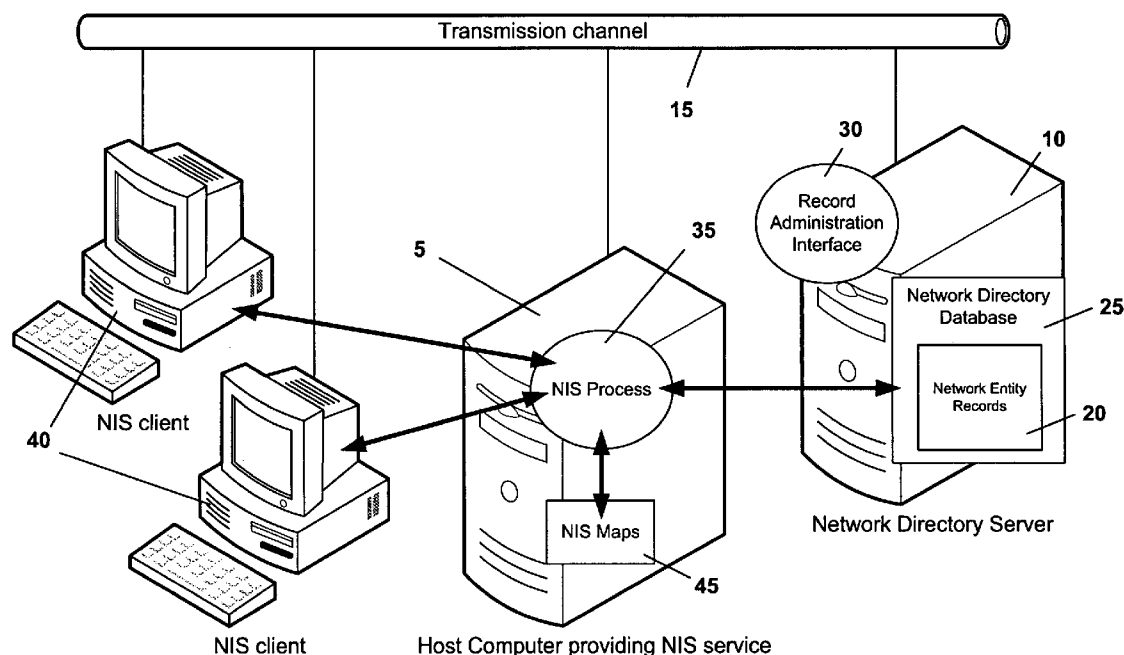 Transmission channel
15
30
10
Record
Administration
Interface
5
35
Network Directory
Database
25
NIS Process
Network Entity
Records
20
NIS client
40
NIS Maps
Network Directory Server
45
NIS client
Host Computer providing NIS service